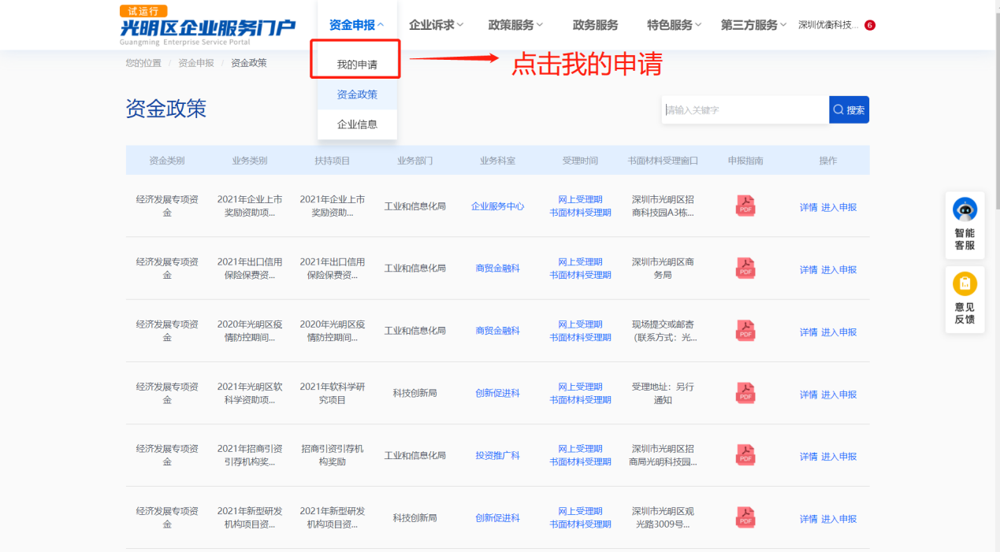 试运行
光明区企业服务门户
Guangming Enterprise Service Portal
资金申报 企业诉求 政策服务 政务服务 特色服务 第三方服务 深圳优衡科技... 6
我的申请
点击我的申请
资金政策
企业信息
您的位置 / 资金申报 / 资金政策
资金政策
请输入关键字 搜索
资金类别 业务类别 扶持项目 业务部门 业务科室 受理时间 书面材料受理窗口 申报指南 操作
经济发展专项资 2021年企业上市 2021年企业上市 工业和信息化局 企业服务中心 网上受理期 深圳市光明区招 PDF 详情 进入申报
金 奖励资助项... 奖励资助... 书面材料受理期 商科技园A3栋...
经济发展专项资 2021年出口信用 2021年出口信用 工业和信息化局 商贸金融科 网上受理期 深圳市光明区商 PDF 详情 进入申报
金 保险保费资... 保险保费资... 书面材料受理期 务局
经济发展专项资 2020年光明区疫 2020年光明区疫 工业和信息化局 商贸金融科 网上受理期 现场提交或邮寄 PDF 详情 进入申报
金 情防控期间... 情防控期间... 书面材料受理期 (联系方式：光...
经济发展专项资 2021年光明区软 2021年软科学研 科技创新局 创新促进科 网上受理期 受理地址：另行 PDF 详情 进入申报
金 科学资助项... 究项目 书面材料受理期 通知
经济发展专项资 2021年招商引资 招商引资引荐机 工业和信息化局 投资推广科 网上受理期 深圳市光明区招 PDF 详情 进入申报
金 引荐机构奖... 构奖励 书面材料受理期 商局光明科技园...
经济发展专项资 2021年新型研发 2021年新型研发 科技创新局 创新促进科 网上受理期 深圳市光明区观 PDF 详情 进入申报
金 机构项目资... 机构项目资... 书面材料受理期 光路3009号...
智能
客服
意见
反馈